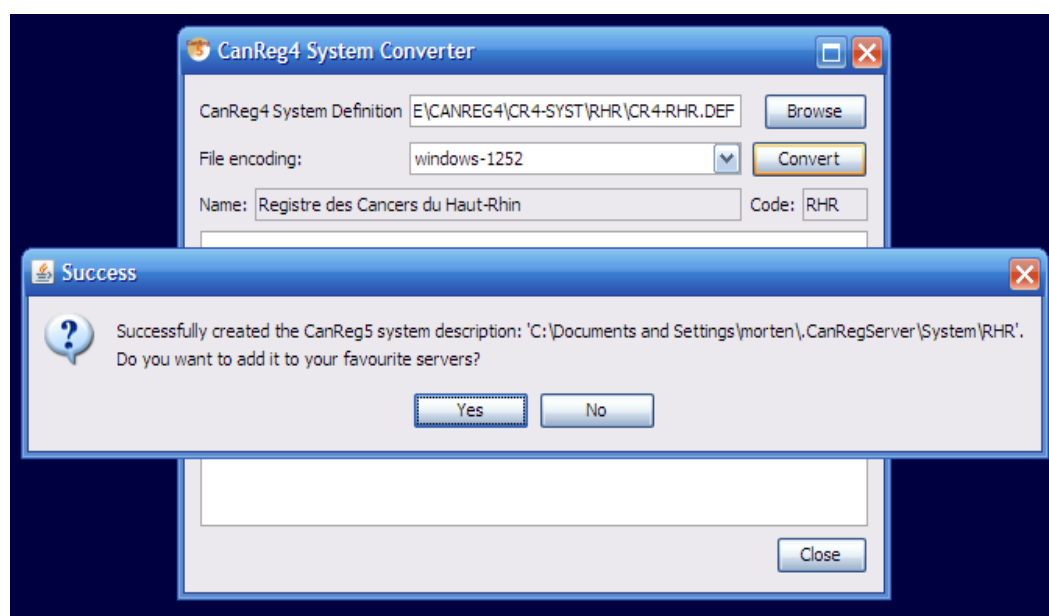 CanReg4 System Converter
CanReg4 System Definition E\CANREG4\CR4-SYST\RHR\CR4-RHR.DEF Browse
File encoding: windows-1252 Convert
Name: Registre des Cancers du Haut-Rhin Code: RHR
Success
Successfully created the CanReg5 system description: 'C:\Documents and Settings\morten\.CanRegServer\System\RHR'.
Do you want to add it to your favourite servers?
Yes No
Close